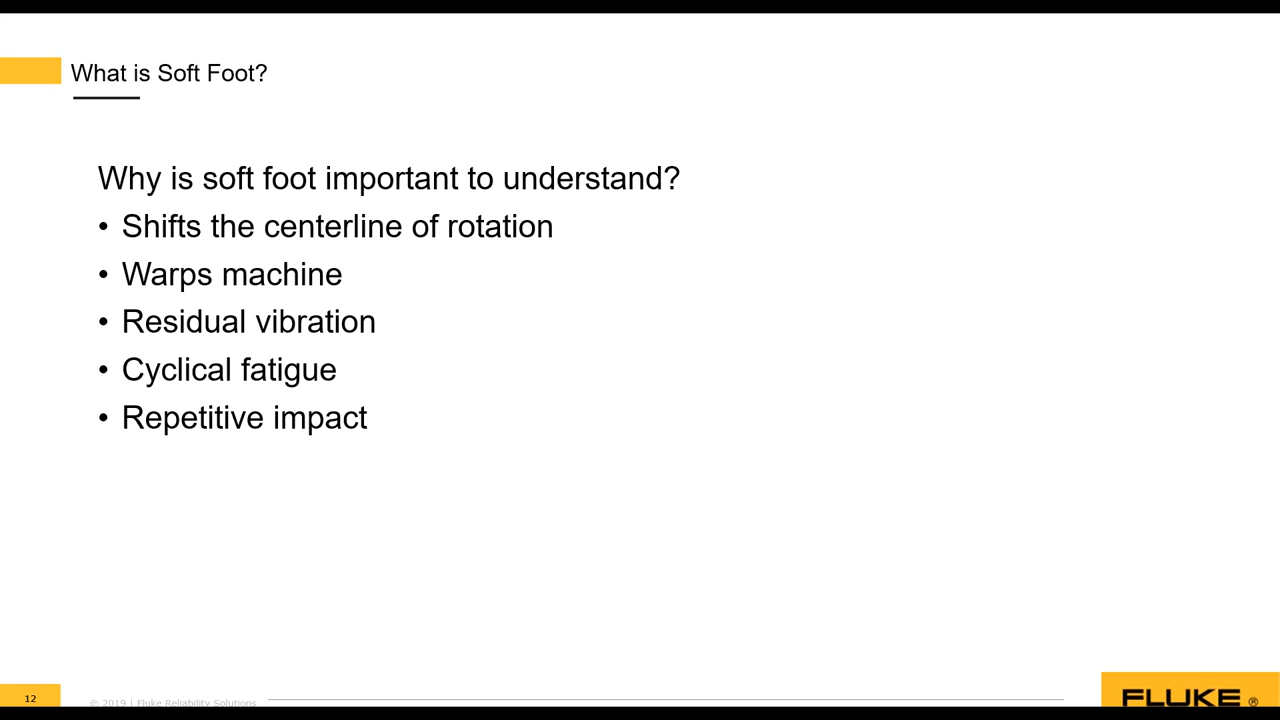 What is Soft Foot?
Why is soft foot important to understand?
• Shifts the centerline of rotation
• Warps machine
• Residual vibration
• Cyclical fatigue
• Repetitive impact
12
© 2019 | Fluke Reliability Solutions
FLUKE ®